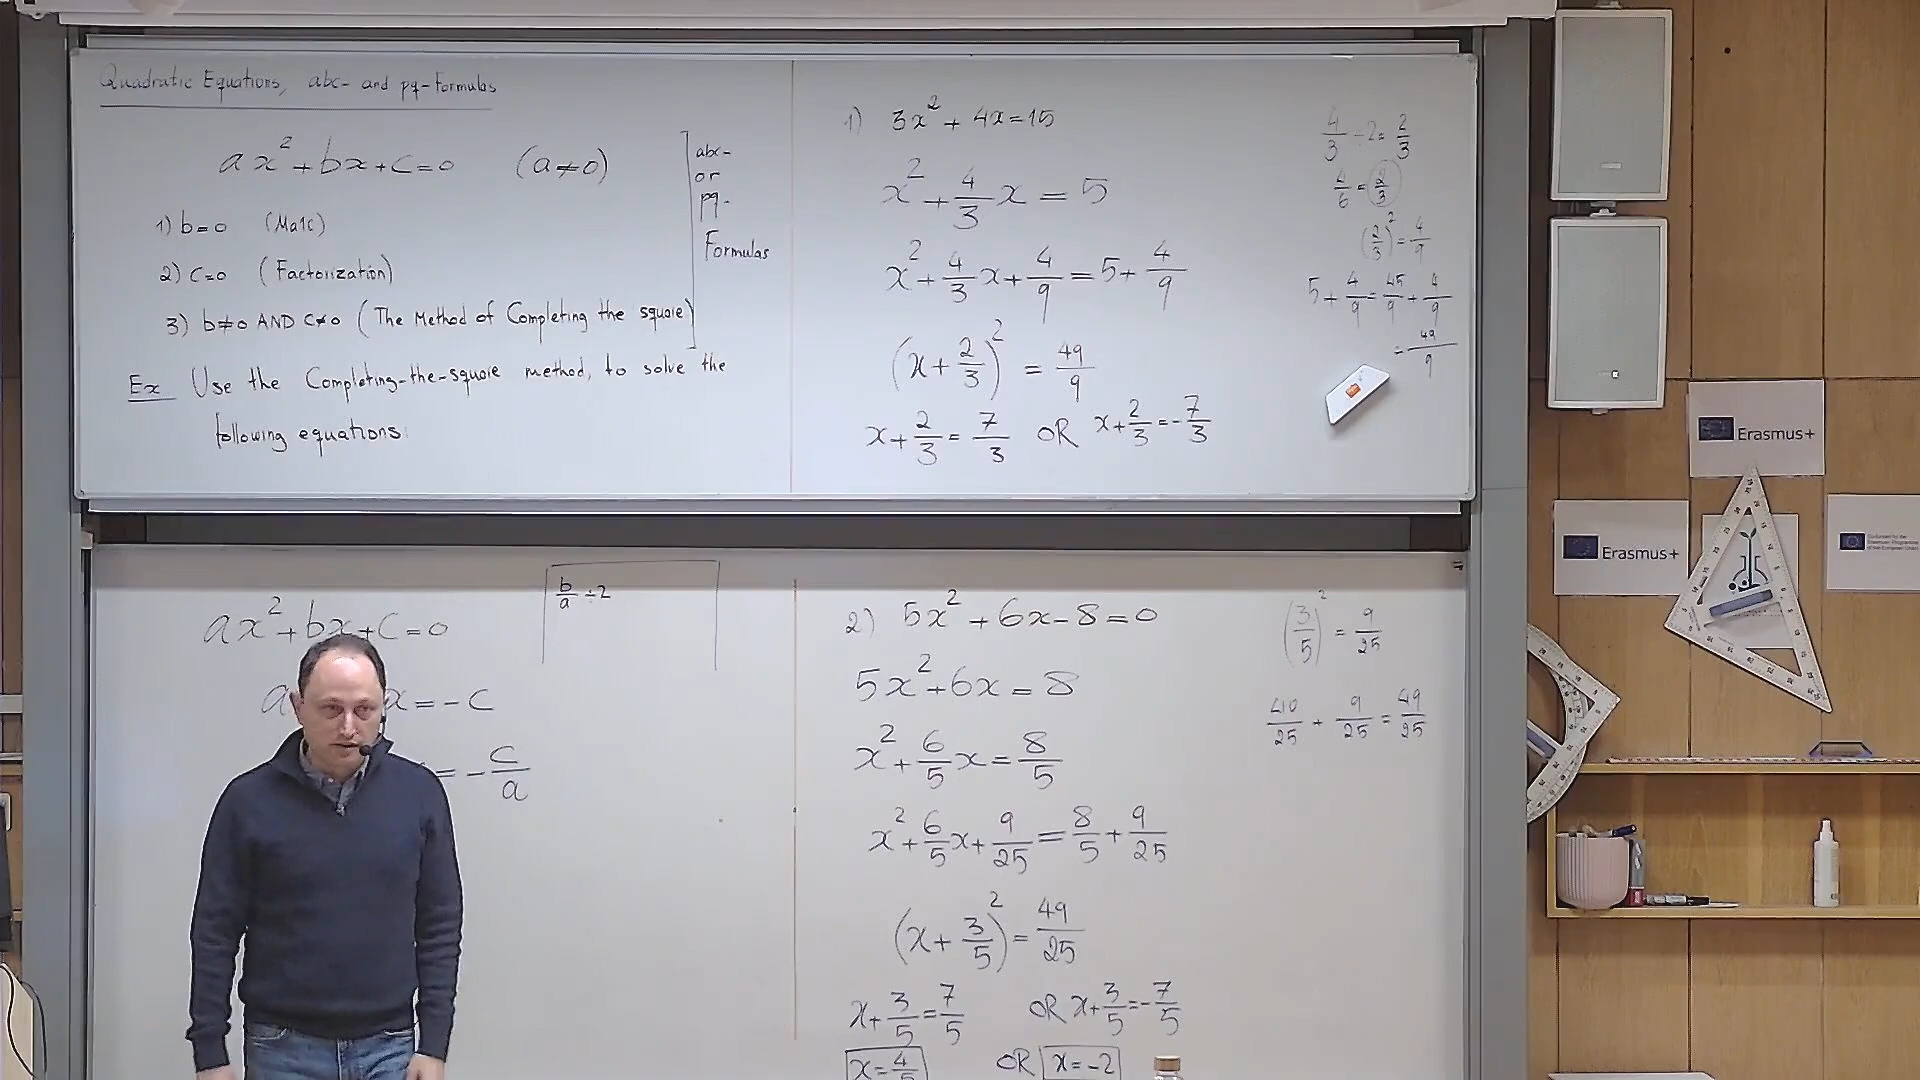 Quadratic Equations, abc- and pq-Formulas
ax² + bx + c = 0 (a ≠ 0)
1) b = 0 (Ma1c)
2) c = 0 (Factorization)
3) b ≠ 0 AND c ≠ 0 (The Method of Completing the square)
abc-
or
pq-
Formulas
Ex Use the Completing-the-square method, to solve the
following equations:
1) 3x² + 4x = 15
x² + 4/3 x = 5
x² + 4/3 x + 4/9 = 5 + 4/9
(x + 2/3)² = 49/9
x + 2/3 = 7/3 OR x + 2/3 = -7/3
4/3 ÷ 2 = 2/3
4/6 = 2/3
(2/3)² = 4/9
5 + 4/9 = 45/9 + 4/9
= 49/9
ax² + bx + c = 0
x = -c
= -c/a
b/a ÷ 2
2) 5x² + 6x - 8 = 0
5x² + 6x = 8
x² + 6/5 x = 8/5
x² + 6/5 x + 9/25 = 8/5 + 9/25
(x + 3/5)² = 49/25
x + 3/5 = 7/5 OR x + 3/5 = -7/5
x = 4/5 OR x = -2
(3/5)² = 9/25
40/25 + 9/25 = 49/25
Erasmus+
Erasmus+